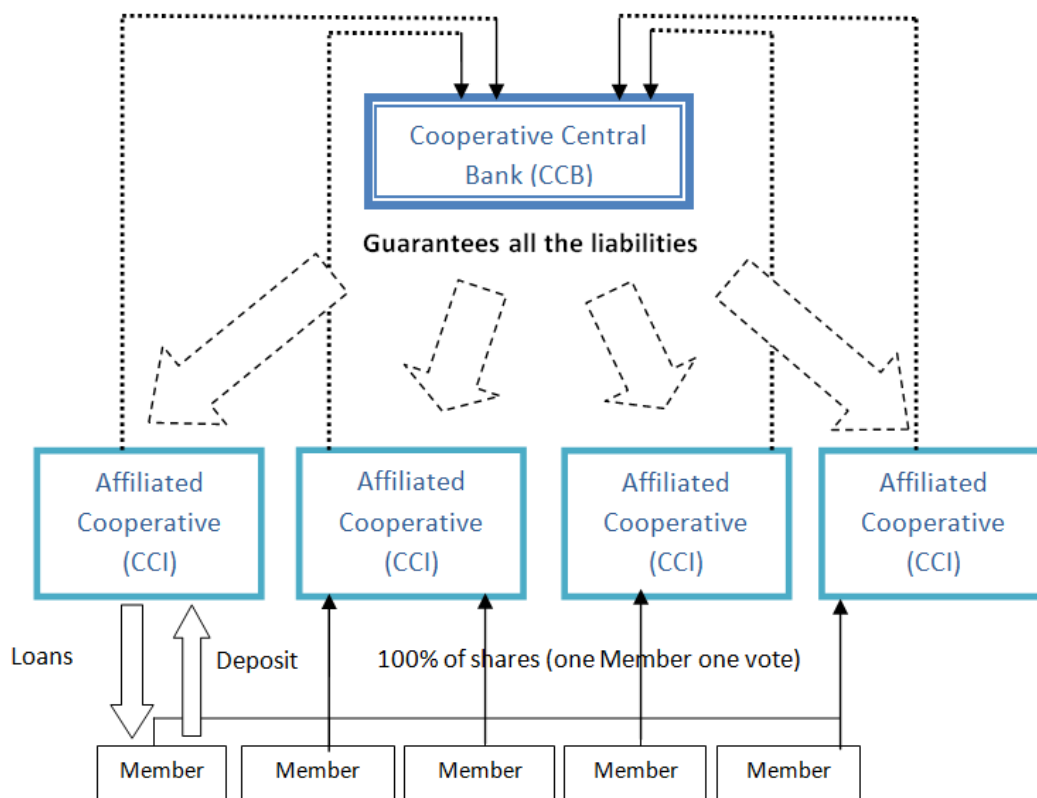 Cooperative Central
Bank (CCB)
Guarantees all the liabilities
Affiliated
Cooperative
(CCI)
Affiliated
Cooperative
(CCI)
Affiliated
Cooperative
(CCI)
Affiliated
Cooperative
(CCI)
Loans
Deposit
100% of shares (one Member one vote)
Member
Member
Member
Member
Member